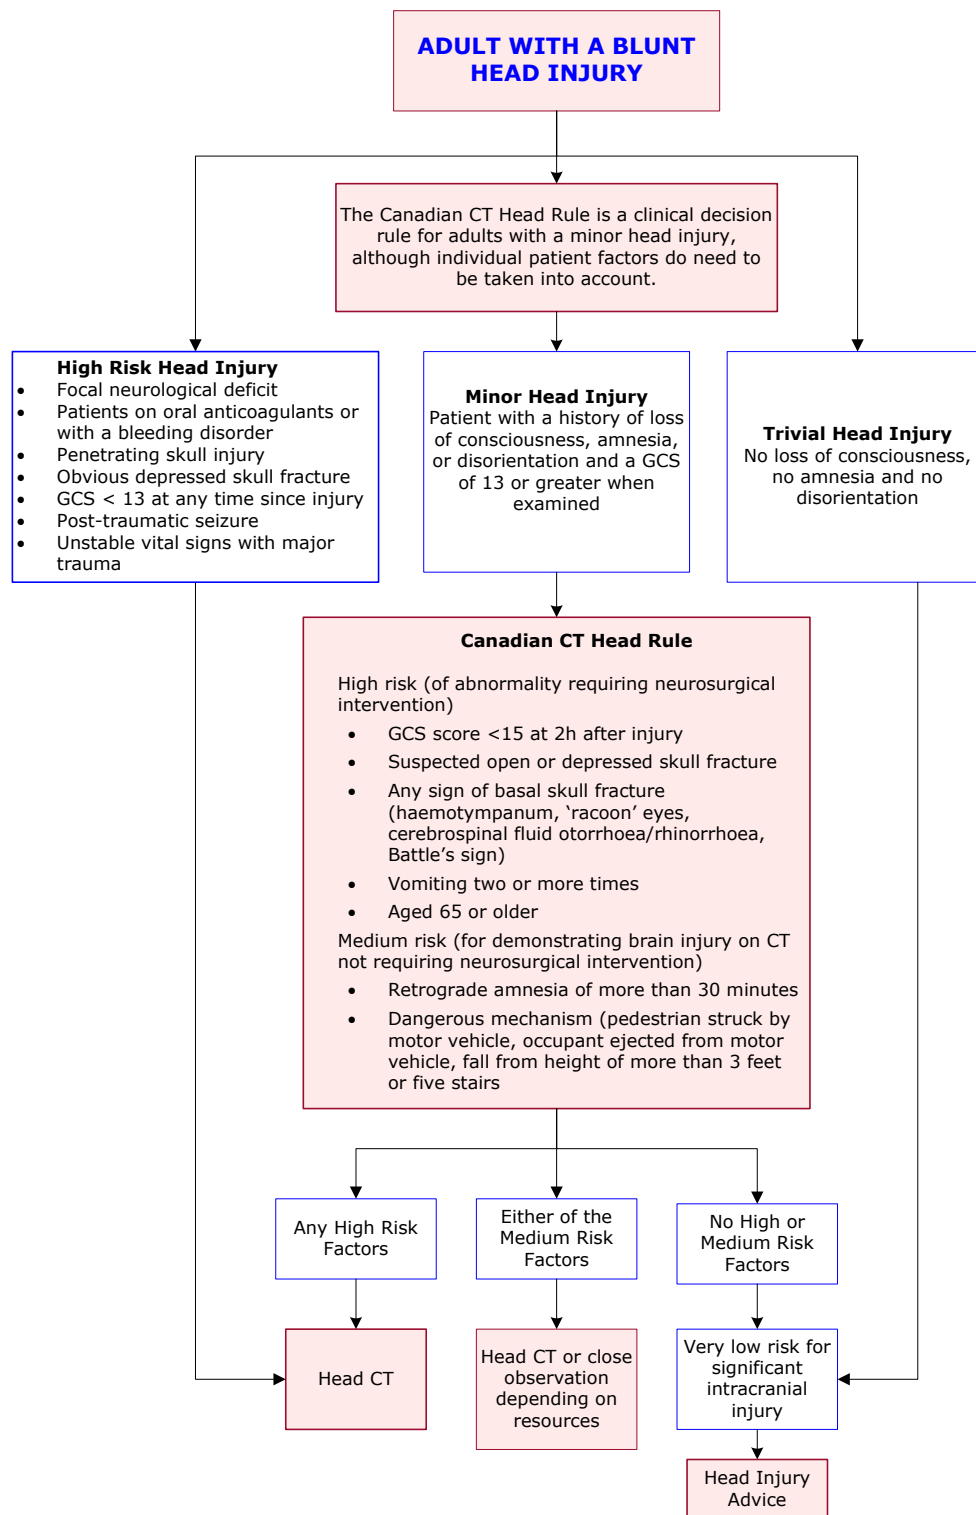 ADULT WITH A BLUNT
HEAD INJURY
The Canadian CT Head Rule is a clinical decision
rule for adults with a minor head injury,
although individual patient factors do need to
be taken into account.
High Risk Head Injury
• Focal neurological deficit
• Patients on oral anticoagulants or
with a bleeding disorder
• Penetrating skull injury
• Obvious depressed skull fracture
• GCS < 13 at any time since injury
• Post-traumatic seizure
• Unstable vital signs with major
trauma
Minor Head Injury
Patient with a history of loss
of consciousness, amnesia,
or disorientation and a GCS
of 13 or greater when
examined
Trivial Head Injury
No loss of consciousness,
no amnesia and no
disorientation
Canadian CT Head Rule
High risk (of abnormality requiring neurosurgical
intervention)
• GCS score <15 at 2h after injury
• Suspected open or depressed skull fracture
• Any sign of basal skull fracture
(haemotympanum, ‘racoon’ eyes,
cerebrospinal fluid otorrhoea/rhinorrhoea,
Battle’s sign)
• Vomiting two or more times
• Aged 65 or older
Medium risk (for demonstrating brain injury on CT
not requiring neurosurgical intervention)
• Retrograde amnesia of more than 30 minutes
• Dangerous mechanism (pedestrian struck by
motor vehicle, occupant ejected from motor
vehicle, fall from height of more than 3 feet
or five stairs
Any High Risk
Factors
Either of the
Medium Risk
Factors
No High or
Medium Risk
Factors
Head CT
Head CT or close
observation
depending on
resources
Very low risk for
significant
intracranial
injury
Head Injury
Advice